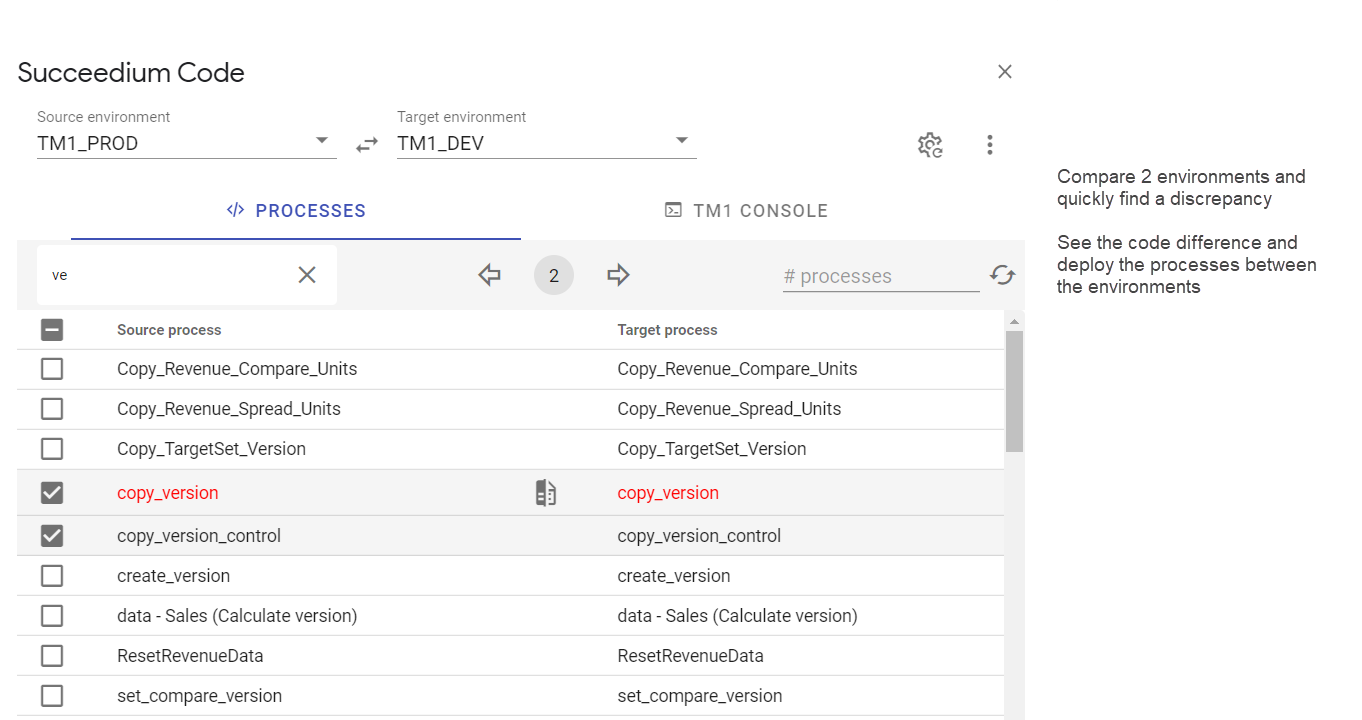 Succeedium Code
Source environment
Target environment
TM1_PROD
TM1_DEV
PROCESSES
TM1 CONSOLE
ve
2
# processes
Source process
Target process
Copy_Revenue_Compare_Units
Copy_Revenue_Compare_Units
Copy_Revenue_Spread_Units
Copy_Revenue_Spread_Units
Copy_TargetSet_Version
Copy_TargetSet_Version
copy_version
copy_version
copy_version_control
copy_version_control
create_version
create_version
data - Sales (Calculate version)
data - Sales (Calculate version)
ResetRevenueData
ResetRevenueData
set_compare_version
set_compare_version
Compare 2 environments and
quickly find a discrepancy
See the code difference and
deploy the processes between
the environments